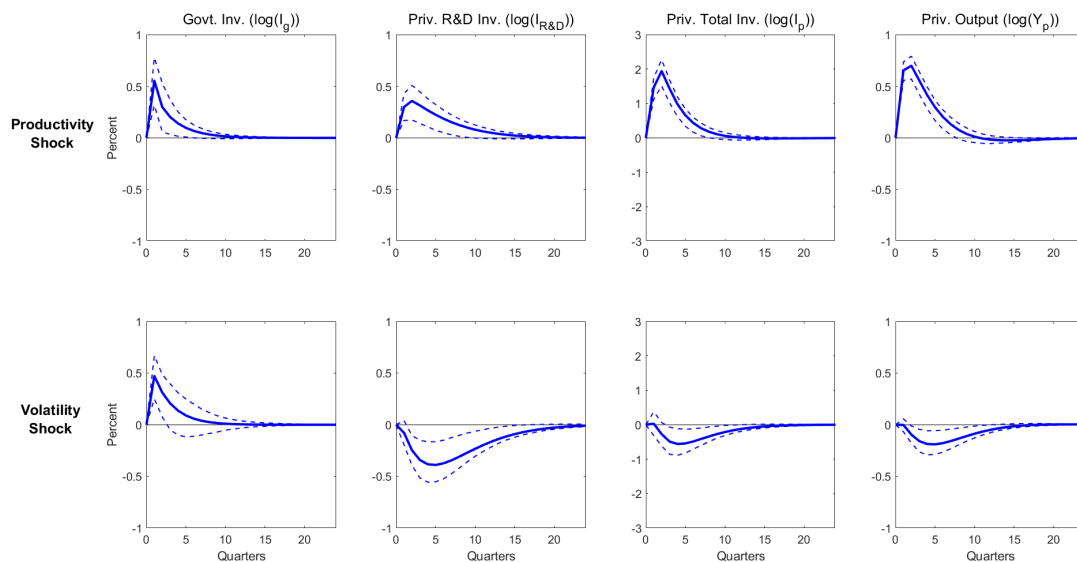 Govt. Inv. (log(I_g))
Priv. R&D Inv. (log(I_R&D))
Priv. Total Inv. (log(I_p))
Priv. Output (log(Y_p))
Productivity
Shock
Percent
1
0.5
0
-0.5
-1
0 5 10 15 20
1
0.5
0
-0.5
-1
0 5 10 15 20
3
2
1
0
-1
-2
-3
0 5 10 15 20
1
0.5
0
-0.5
-1
0 5 10 15 20
Volatility
Shock
Percent
1
0.5
0
-0.5
-1
0 5 10 15 20
Quarters
1
0.5
0
-0.5
-1
0 5 10 15 20
Quarters
3
2
1
0
-1
-2
-3
0 5 10 15 20
Quarters
1
0.5
0
-0.5
-1
0 5 10 15 20
Quarters